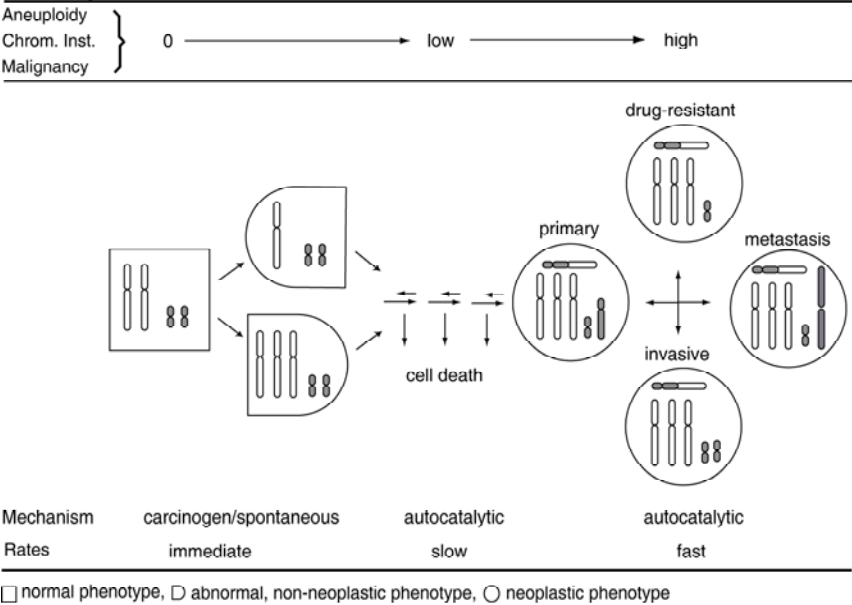 Aneuploidy
Chrom. Inst.
Malignancy
0
low
high
drug-resistant
primary
metastasis
invasive
cell death
Mechanism carcinogen/spontaneous autocatalytic autocatalytic
Rates immediate slow fast
normal phenotype, abnormal, non-neoplastic phenotype, neoplastic phenotype